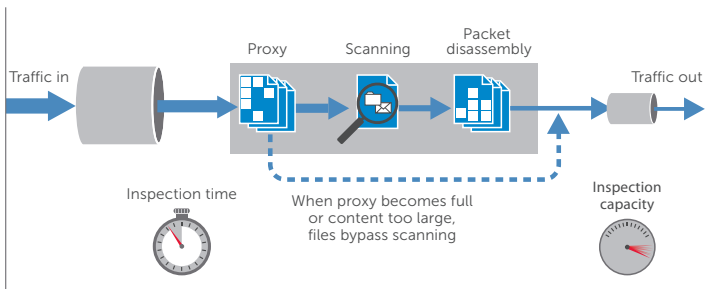 Traffic in
Proxy
Scanning
Packet
disassembly
Traffic out
Inspection time
When proxy becomes full
or content too large,
files bypass scanning
Inspection
capacity